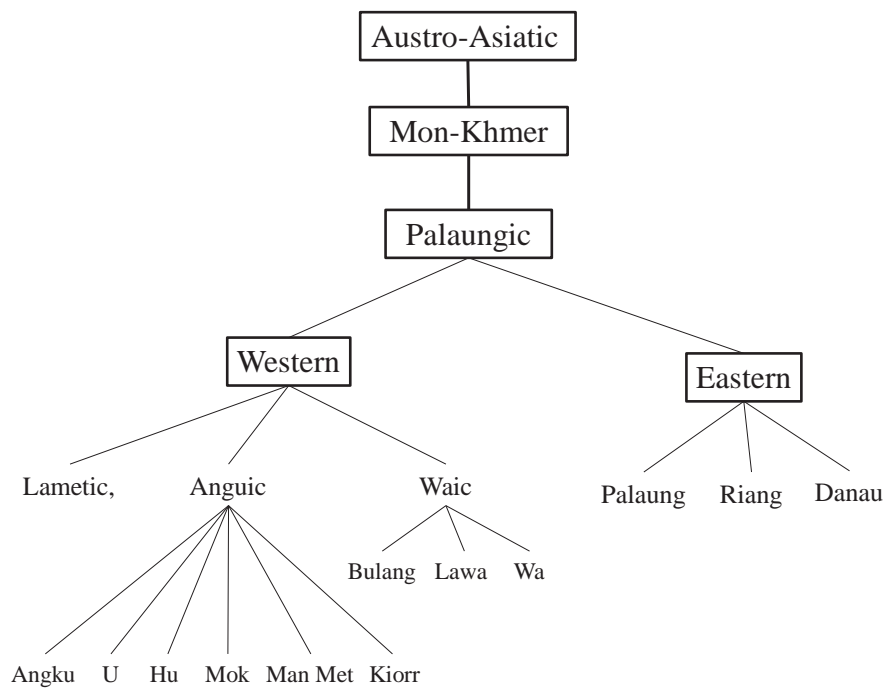 Austro-Asiatic
Mon-Khmer
Palaungic
Western
Eastern
Lametic, Anguic Waic Palaung Riang Danau
Bulang Lawa Wa
Angku U Hu Mok Man Met Kiorr